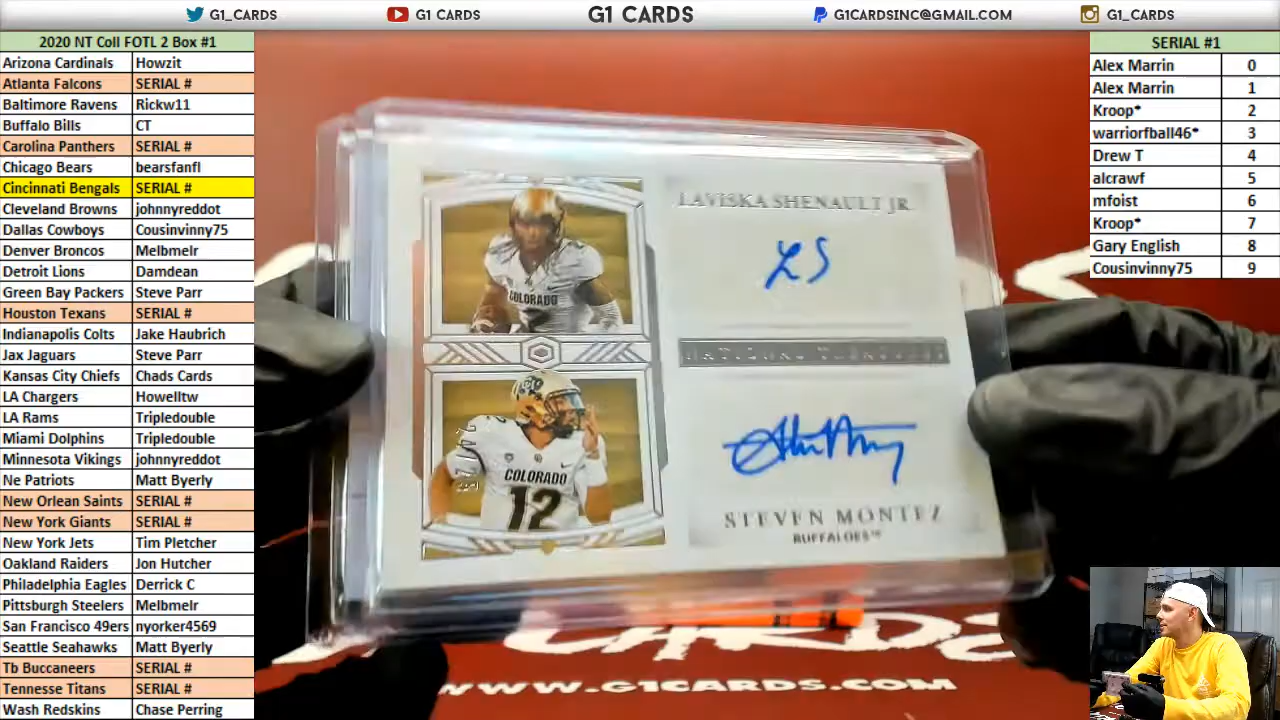 G1_CARDS
G1 CARDS
G1 CARDS
G1CARDSINC@GMAIL.COM
G1_CARDS
2020 NT Coll FOTL 2 Box #1
Arizona Cardinals Howzit
Atlanta Falcons SERIAL #
Baltimore Ravens Rickw11
Buffalo Bills CT
Carolina Panthers SERIAL #
Chicago Bears bearsfanfl
Cincinnati Bengals SERIAL #
Cleveland Browns johnnyreddot
Dallas Cowboys Cousinvinny75
Denver Broncos Melbmelr
Detroit Lions Damdean
Green Bay Packers Steve Parr
Houston Texans SERIAL #
Indianapolis Colts Jake Haubrich
Jax Jaguars Steve Parr
Kansas City Chiefs Chads Cards
LA Chargers Howelltw
LA Rams Tripledouble
Miami Dolphins Tripledouble
Minnesota Vikings johnnyreddot
Ne Patriots Matt Byerly
New Orlean Saints SERIAL #
New York Giants SERIAL #
New York Jets Tim Pletcher
Oakland Raiders Jon Hutcher
Philadelphia Eagles Derrick C
Pittsburgh Steelers Melbmelr
San Francisco 49ers nyorker4569
Seattle Seahawks Matt Byerly
Tb Buccaneers SERIAL #
Tennesse Titans SERIAL #
Wash Redskins Chase Perring
LAVISKA SHENAULT JR.
LS
COLORADO
2
NATIONAL TREASURES
COLORADO
12
STEVEN MONTEZ
BUFFALOES™
CARDS
WWW.G1CARDS.COM
SERIAL #1
Alex Marrin 0
Alex Marrin 1
Kroop* 2
warriorfball46* 3
Drew T 4
alcrawf 5
mfoist 6
Kroop* 7
Gary English 8
Cousinvinny75 9